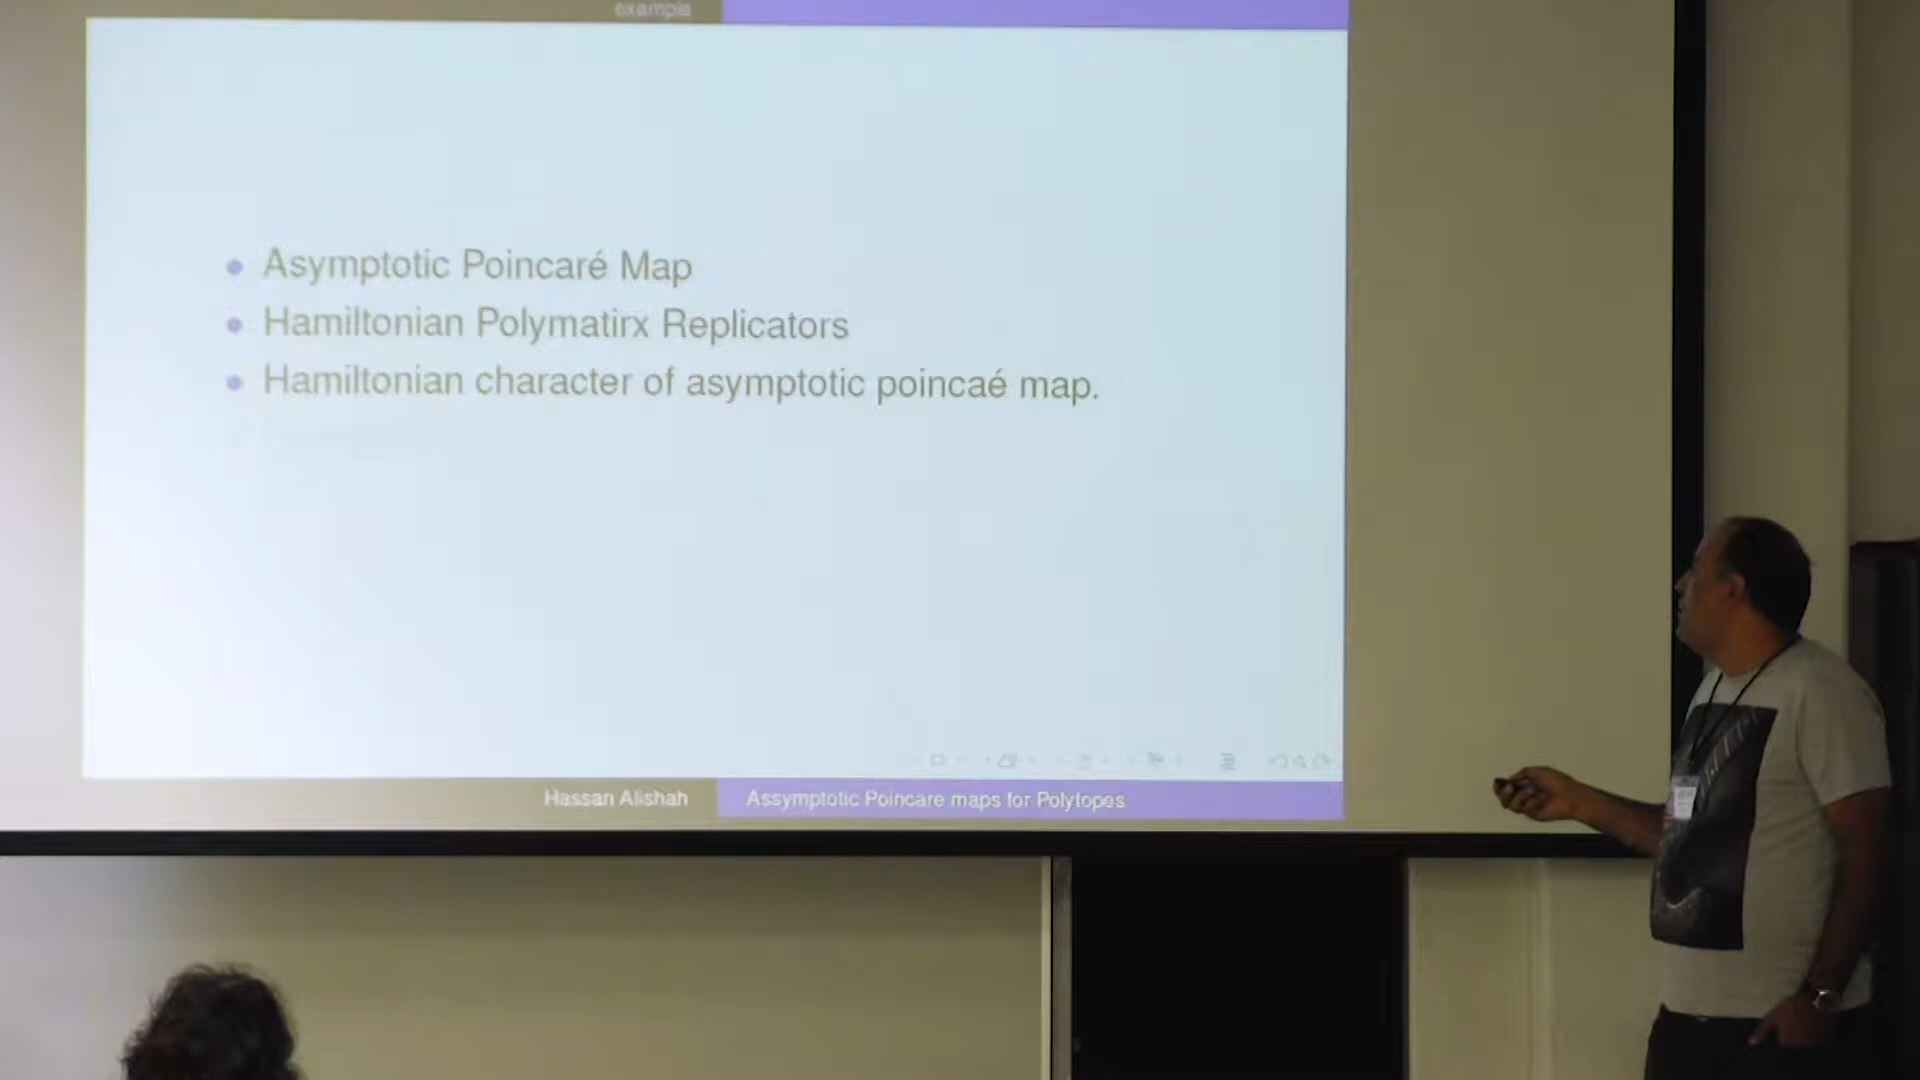 example
Asymptotic Poincaré Map
Hamiltonian Polymatirx Replicators
Hamiltonian character of asymptotic poincaé map.
Hassan Alishah
Assymptotic Poincare maps for Polytopes